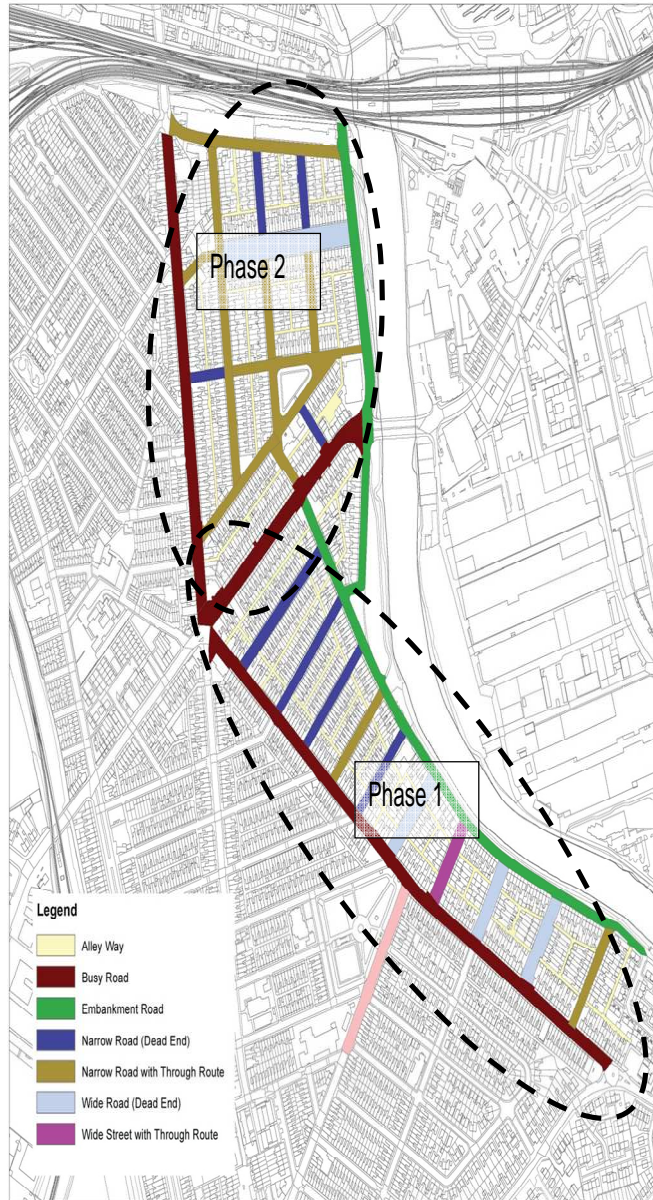 Phase 2
Phase 1
Legend
Alley Way
Busy Road
Embankment Road
Narrow Road (Dead End)
Narrow Road with Through Route
Wide Road (Dead End)
Wide Street with Through Route